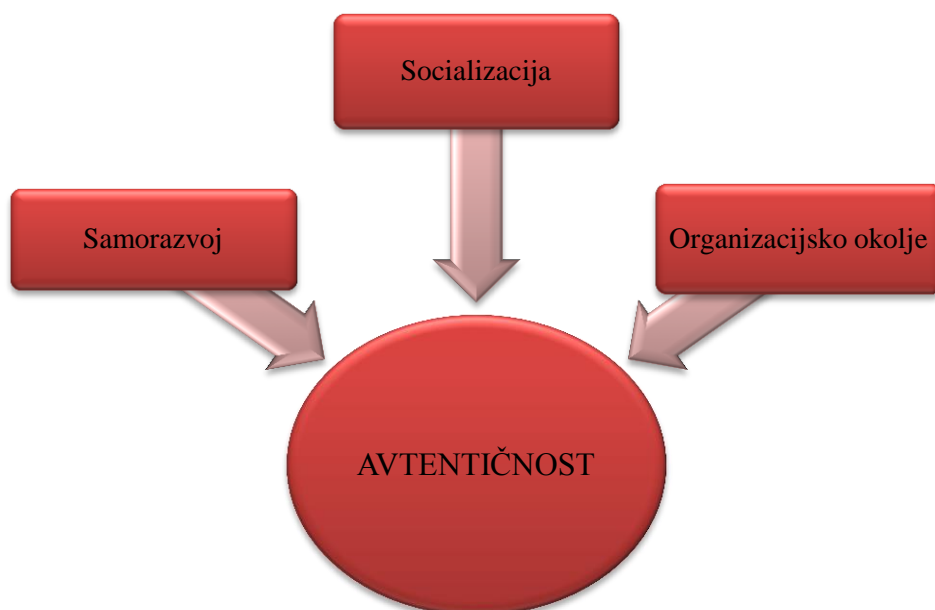 Socializacija
Samorazvoj
Organizacijsko okolje
AVTENTIČNOST